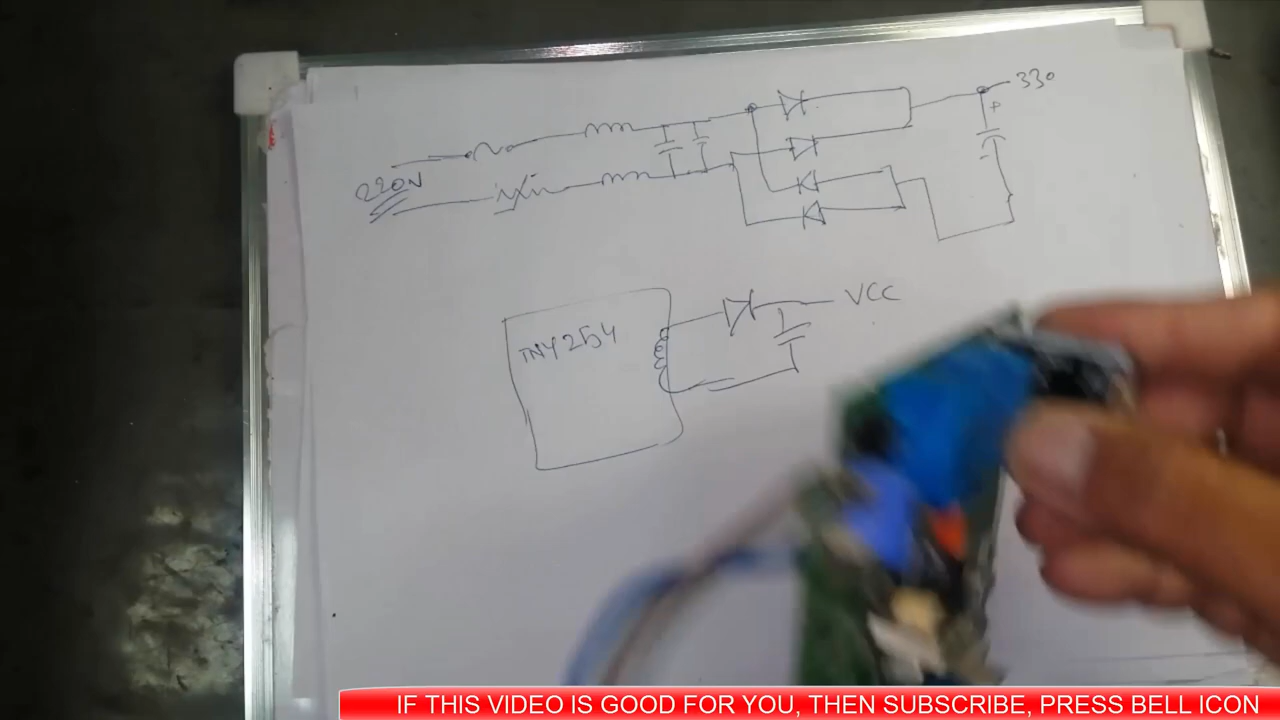 330
220V
VCC
TNY254
IF THIS VIDEO IS GOOD FOR YOU, THEN SUBSCRIBE, PRESS BELL ICON